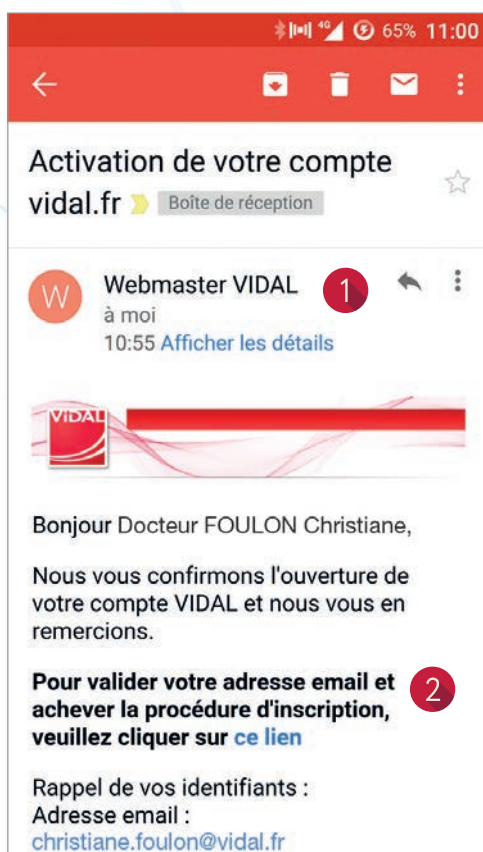 4G 65% 11:00
Activation de votre compte
vidal.fr Boîte de réception
W Webmaster VIDAL 1
à moi
10:55 Afficher les détails
VIDAL
Bonjour Docteur FOULON Christiane,
Nous vous confirmons l'ouverture de
votre compte VIDAL et nous vous en
remercions.
Pour valider votre adresse email et 2
achever la procédure d'inscription,
veuillez cliquer sur ce lien
Rappel de vos identifiants :
Adresse email :
christiane.foulon@vidal.fr